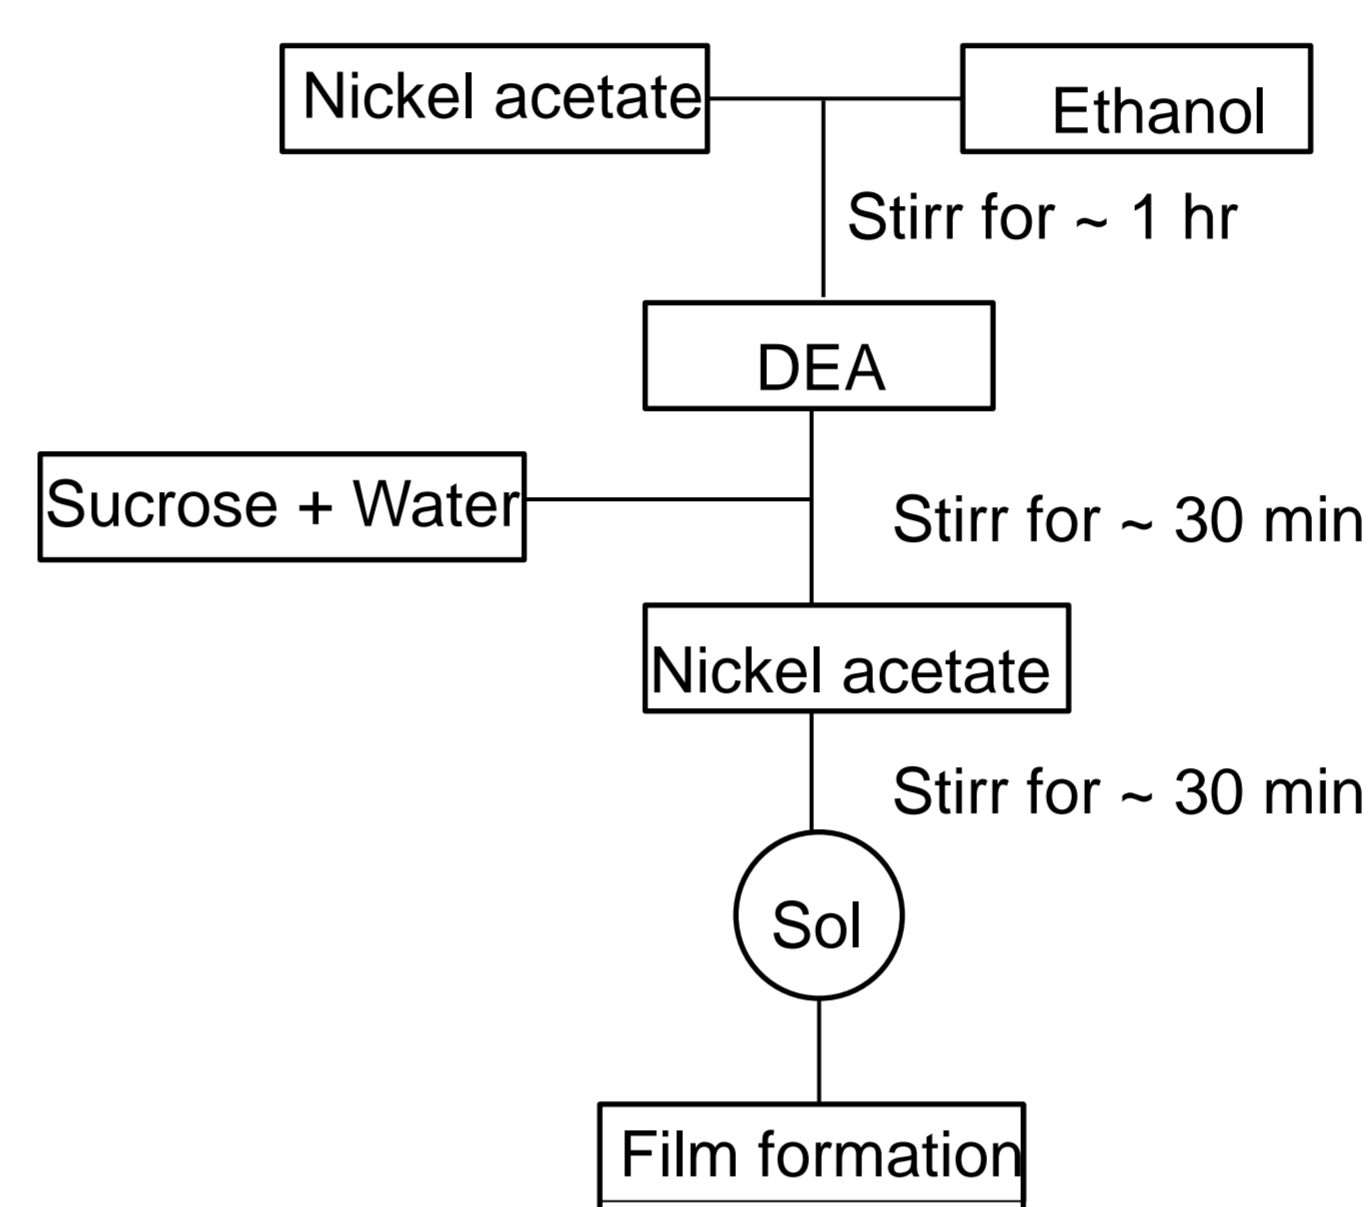 Nickel acetate
Ethanol
Stirr for ~ 1 hr
DEA
Sucrose + Water
Stirr for ~ 30 min
Nickel acetate
Stirr for ~ 30 min
Sol
Film formation